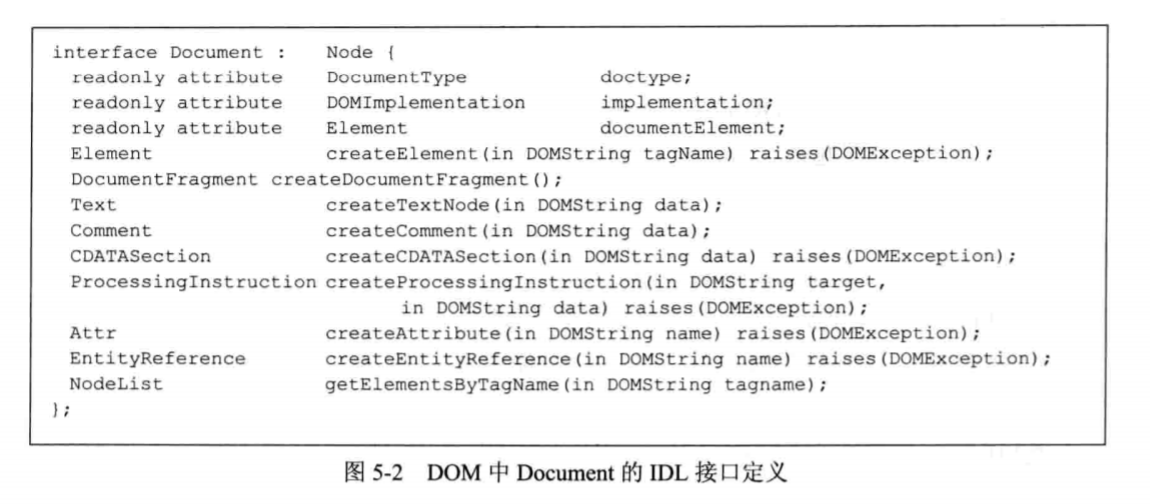 interface Document :    Node {
  readonly attribute    DocumentType    doctype;
  readonly attribute    DOMImplementation    implementation;
  readonly attribute    Element    documentElement;
  Element    createElement(in DOMString tagName) raises(DOMException);
  DocumentFragment createDocumentFragment();
  Text    createTextNode(in DOMString data);
  Comment    createComment(in DOMString data);
  CDATASection    createCDATASection(in DOMString data) raises(DOMException);
  ProcessingInstruction createProcessingInstruction(in DOMString target,
    in DOMString data) raises(DOMException);
  Attr    createAttribute(in DOMString name) raises(DOMException);
  EntityReference    createEntityReference(in DOMString name) raises(DOMException);
  NodeList    getElementsByTagName(in DOMString tagname);
};
图 5-2 DOM 中 Document 的 IDL 接口定义